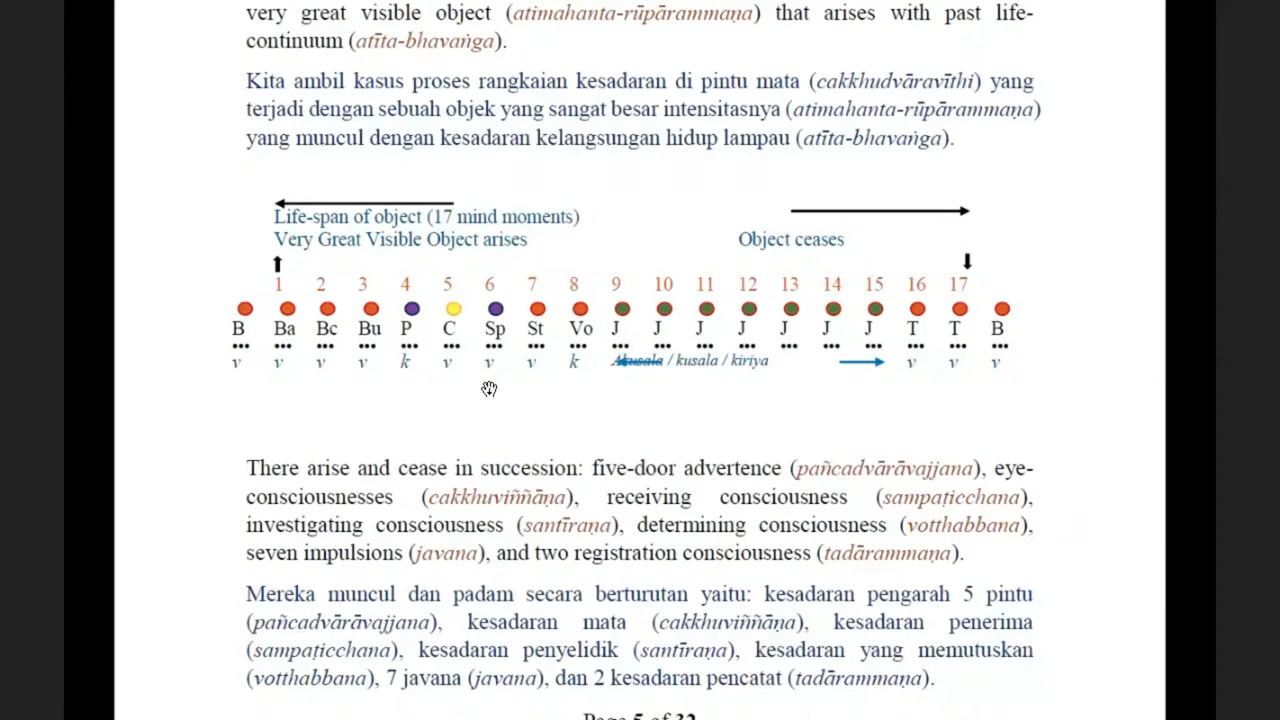 very great visible object (atimahanta-rūpārammaṇa) that arises with past life-
continuum (atīta-bhavaṅga).
Kita ambil kasus proses rangkaian kesadaran di pintu mata (cakkhudvāravīthi) yang
terjadi dengan sebuah objek yang sangat besar intensitasnya (atimahanta-rūpārammaṇa)
yang muncul dengan kesadaran kelangsungan hidup lampau (atīta-bhavaṅga).
Life-span of object (17 mind moments)
Very Great Visible Object arises Object ceases
1 2 3 4 5 6 7 8 9 10 11 12 13 14 15 16 17
B Ba Bc Bu P C Sp St Vo J J J J J J J T T B
••• ••• ••• ••• ••• ••• ••• ••• ••• ••• ••• ••• ••• ••• ••• ••• ••• ••• •••
v v v v k v v v k Akusala / kusala / kiriya v v v
There arise and cease in succession: five-door advertence (pañcadvārāvajjana), eye-
consciousnesses (cakkhuviññāṇa), receiving consciousness (sampaṭicchana),
investigating consciousness (santīraṇa), determining consciousness (votthabbana),
seven impulsions (javana), and two registration consciousness (tadārammaṇa).
Mereka muncul dan padam secara berturutan yaitu: kesadaran pengarah 5 pintu
(pañcadvārāvajjana), kesadaran mata (cakkhuviññāṇa), kesadaran penerima
(sampaṭicchana), kesadaran penyelidik (santīraṇa), kesadaran yang memutuskan
(votthabbana), 7 javana (javana), dan 2 kesadaran pencatat (tadārammaṇa).
Page 5 of 32